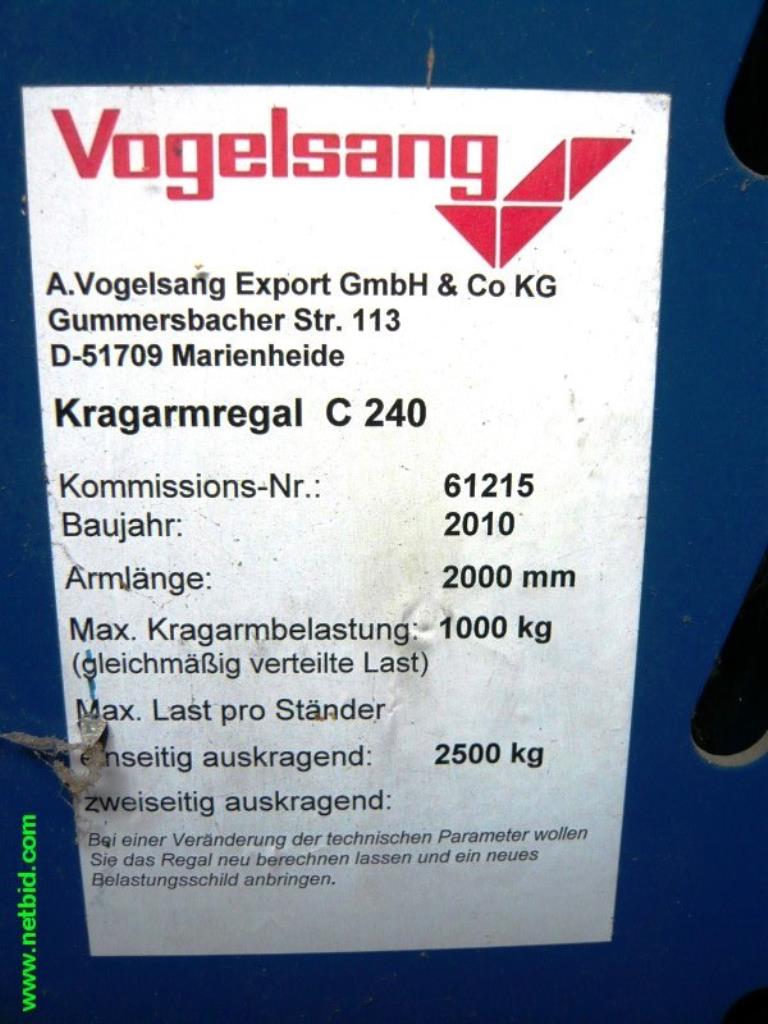 Vogelsang
A.Vogelsang Export GmbH & Co KG
Gummersbacher Str. 113
D-51709 Marienheide
Kragarmregal C 240
Kommissions-Nr.: 61215
Baujahr: 2010
Armlänge: 2000 mm
Max. Kragarmbelastung: 1000 kg
(gleichmäßig verteilte Last)
Max. Last pro Ständer
einseitig auskragend: 2500 kg
zweiseitig auskragend:
Bei einer Veränderung der technischen Parameter wollen
Sie das Regal neu berechnen lassen und ein neues
Belastungsschild anbringen.
www.netbid.com